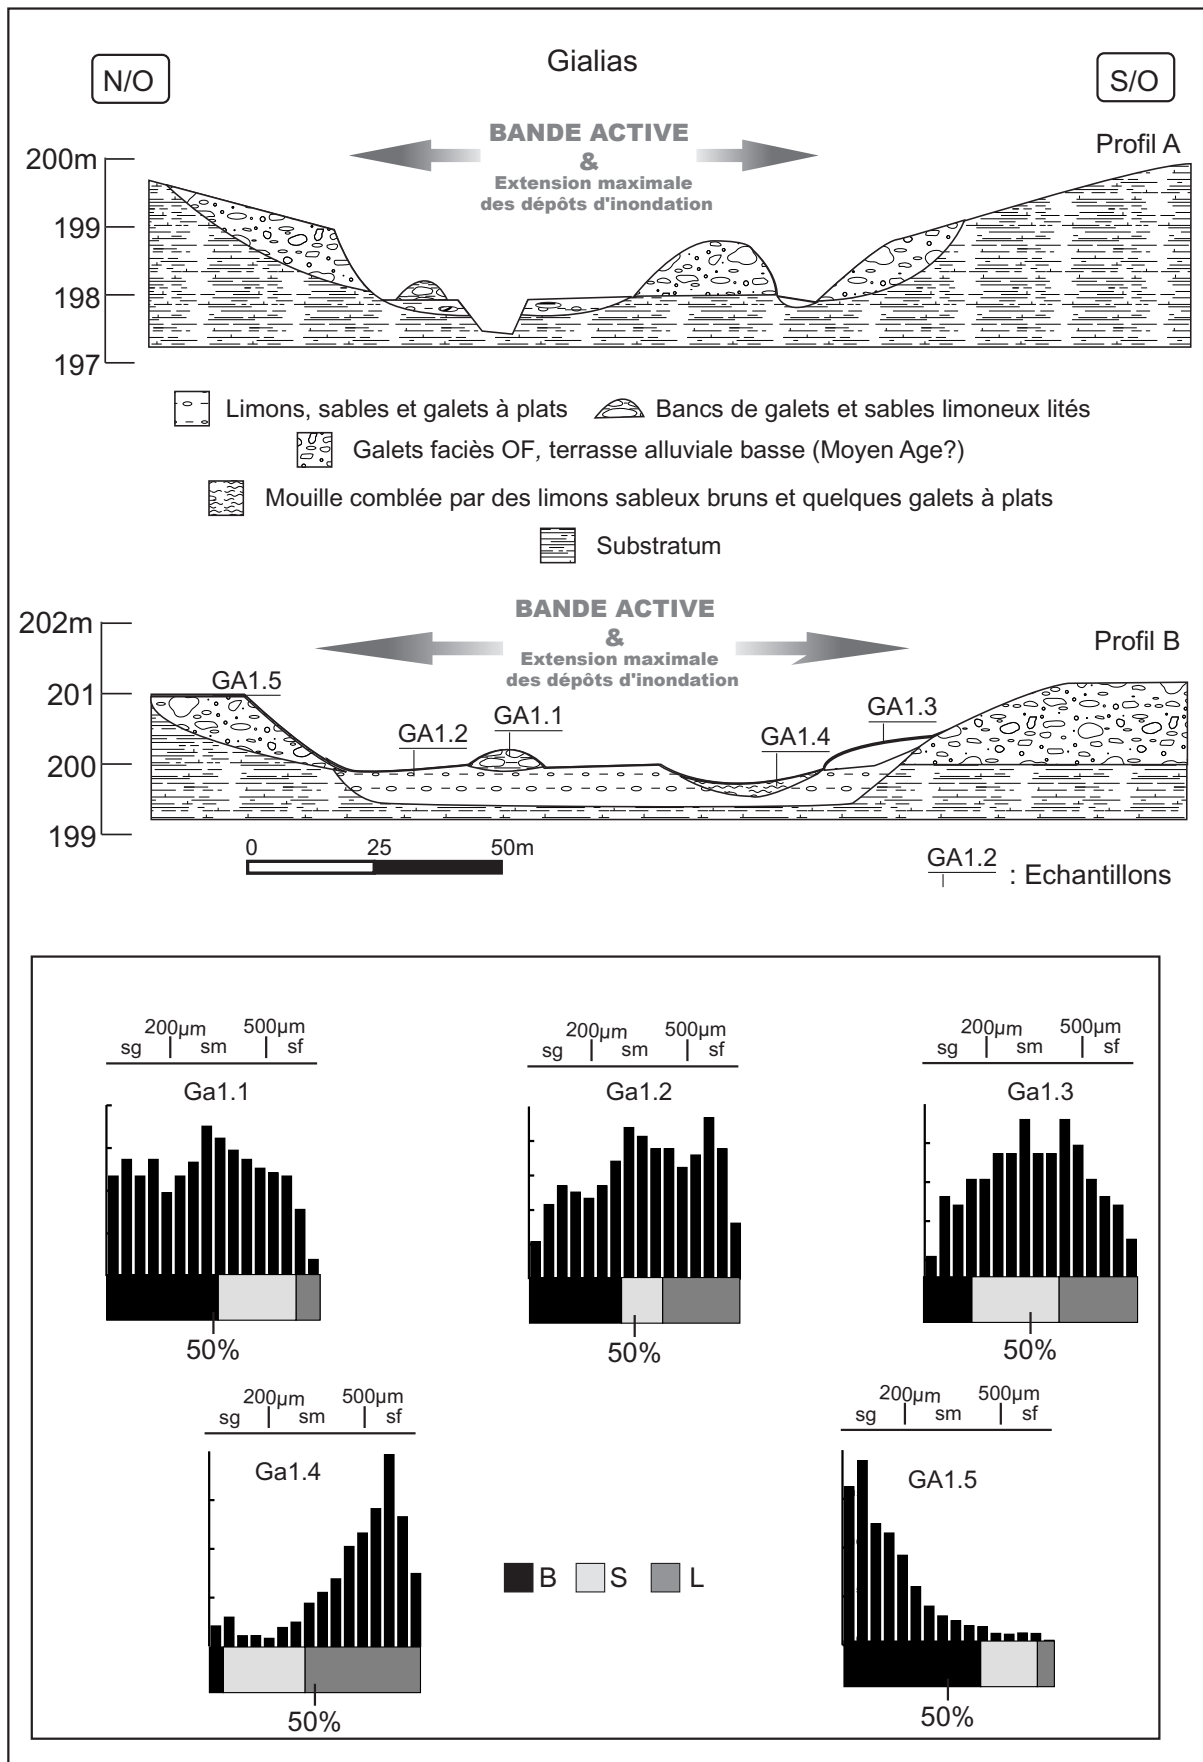 Gialias
N/O
S/O
BANDE ACTIVE
&
Extension maximale
des dépôts d'inondation
Profil A
200m
199
198
197
Limons, sables et galets à plats
Bancs de galets et sables limoneux lités
Galets faciès OF, terrasse alluviale basse (Moyen Age?)
Mouille comblée par des limons sableux bruns et quelques galets à plats
Substratum
BANDE ACTIVE
&
Extension maximale
des dépôts d'inondation
Profil B
202m
201
200
199
GA1.5
GA1.2
GA1.1
GA1.4
GA1.3
0 25 50m
GA1.2 : Echantillons
200µm 500µm
sg sm sf
Ga1.1
50%
200µm 500µm
sg sm sf
Ga1.2
50%
200µm 500µm
sg sm sf
Ga1.3
50%
200µm 500µm
sg sm sf
Ga1.4
50%
B S L
200µm 500µm
sg sm sf
GA1.5
50%